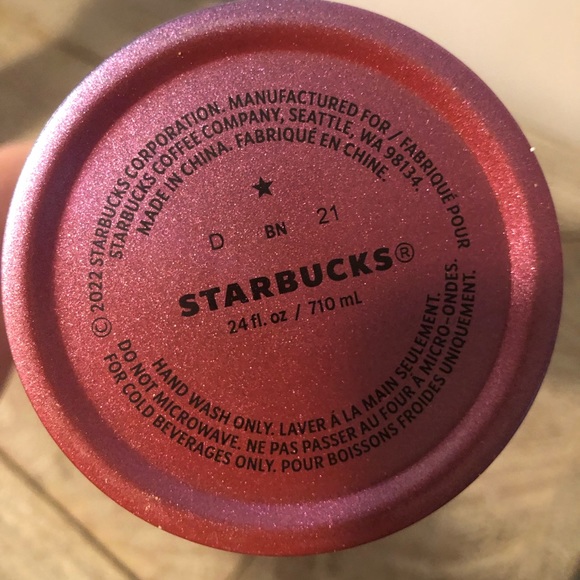 © 2022 STARBUCKS CORPORATION. MANUFACTURED FOR / FABRIQUÉ POUR
STARBUCKS COFFEE COMPANY, SEATTLE, WA 98134.
MADE IN CHINA. FABRIQUÉ EN CHINE.
D BN 21
STARBUCKS®
24 fl. oz / 710 mL
HAND WASH ONLY. LAVER À LA MAIN SEULEMENT.
DO NOT MICROWAVE. NE PAS PASSER AU FOUR À MICRO-ONDES.
FOR COLD BEVERAGES ONLY. POUR BOISSONS FROIDES UNIQUEMENT.